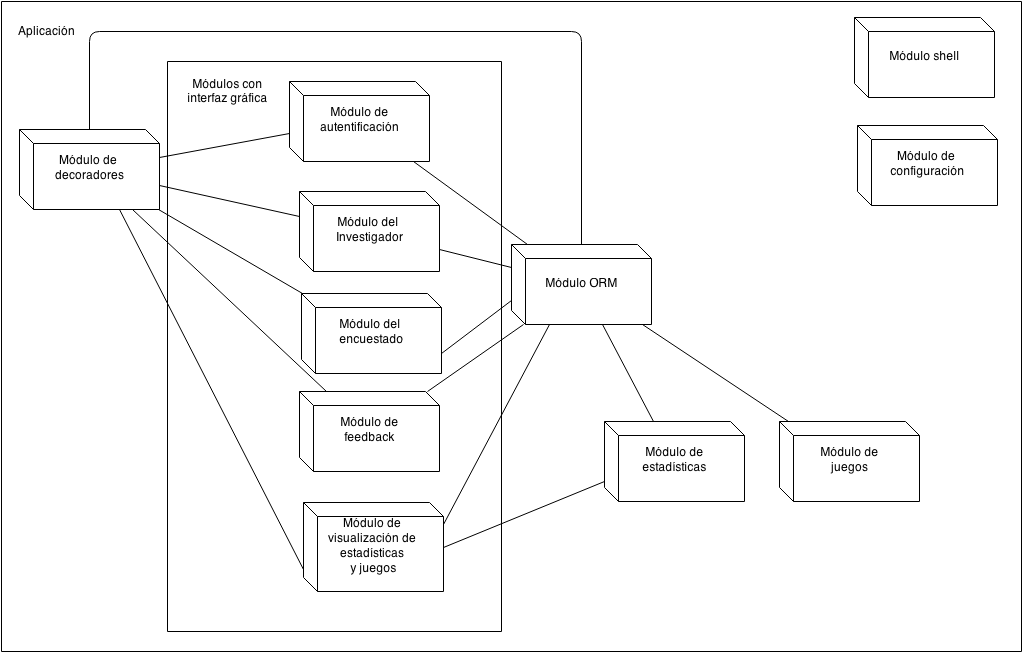 Aplicación
Módulos con
interfaz gráfica
Módulo shell
Módulo de
autentificación
Módulo de
decoradores
Módulo de
configuración
Módulo del
Investigador
Módulo ORM
Módulo del
encuestado
Módulo de
feedback
Módulo de
estadísticas
Módulo de
juegos
Módulo de
visualización de
estadísticas
y juegos